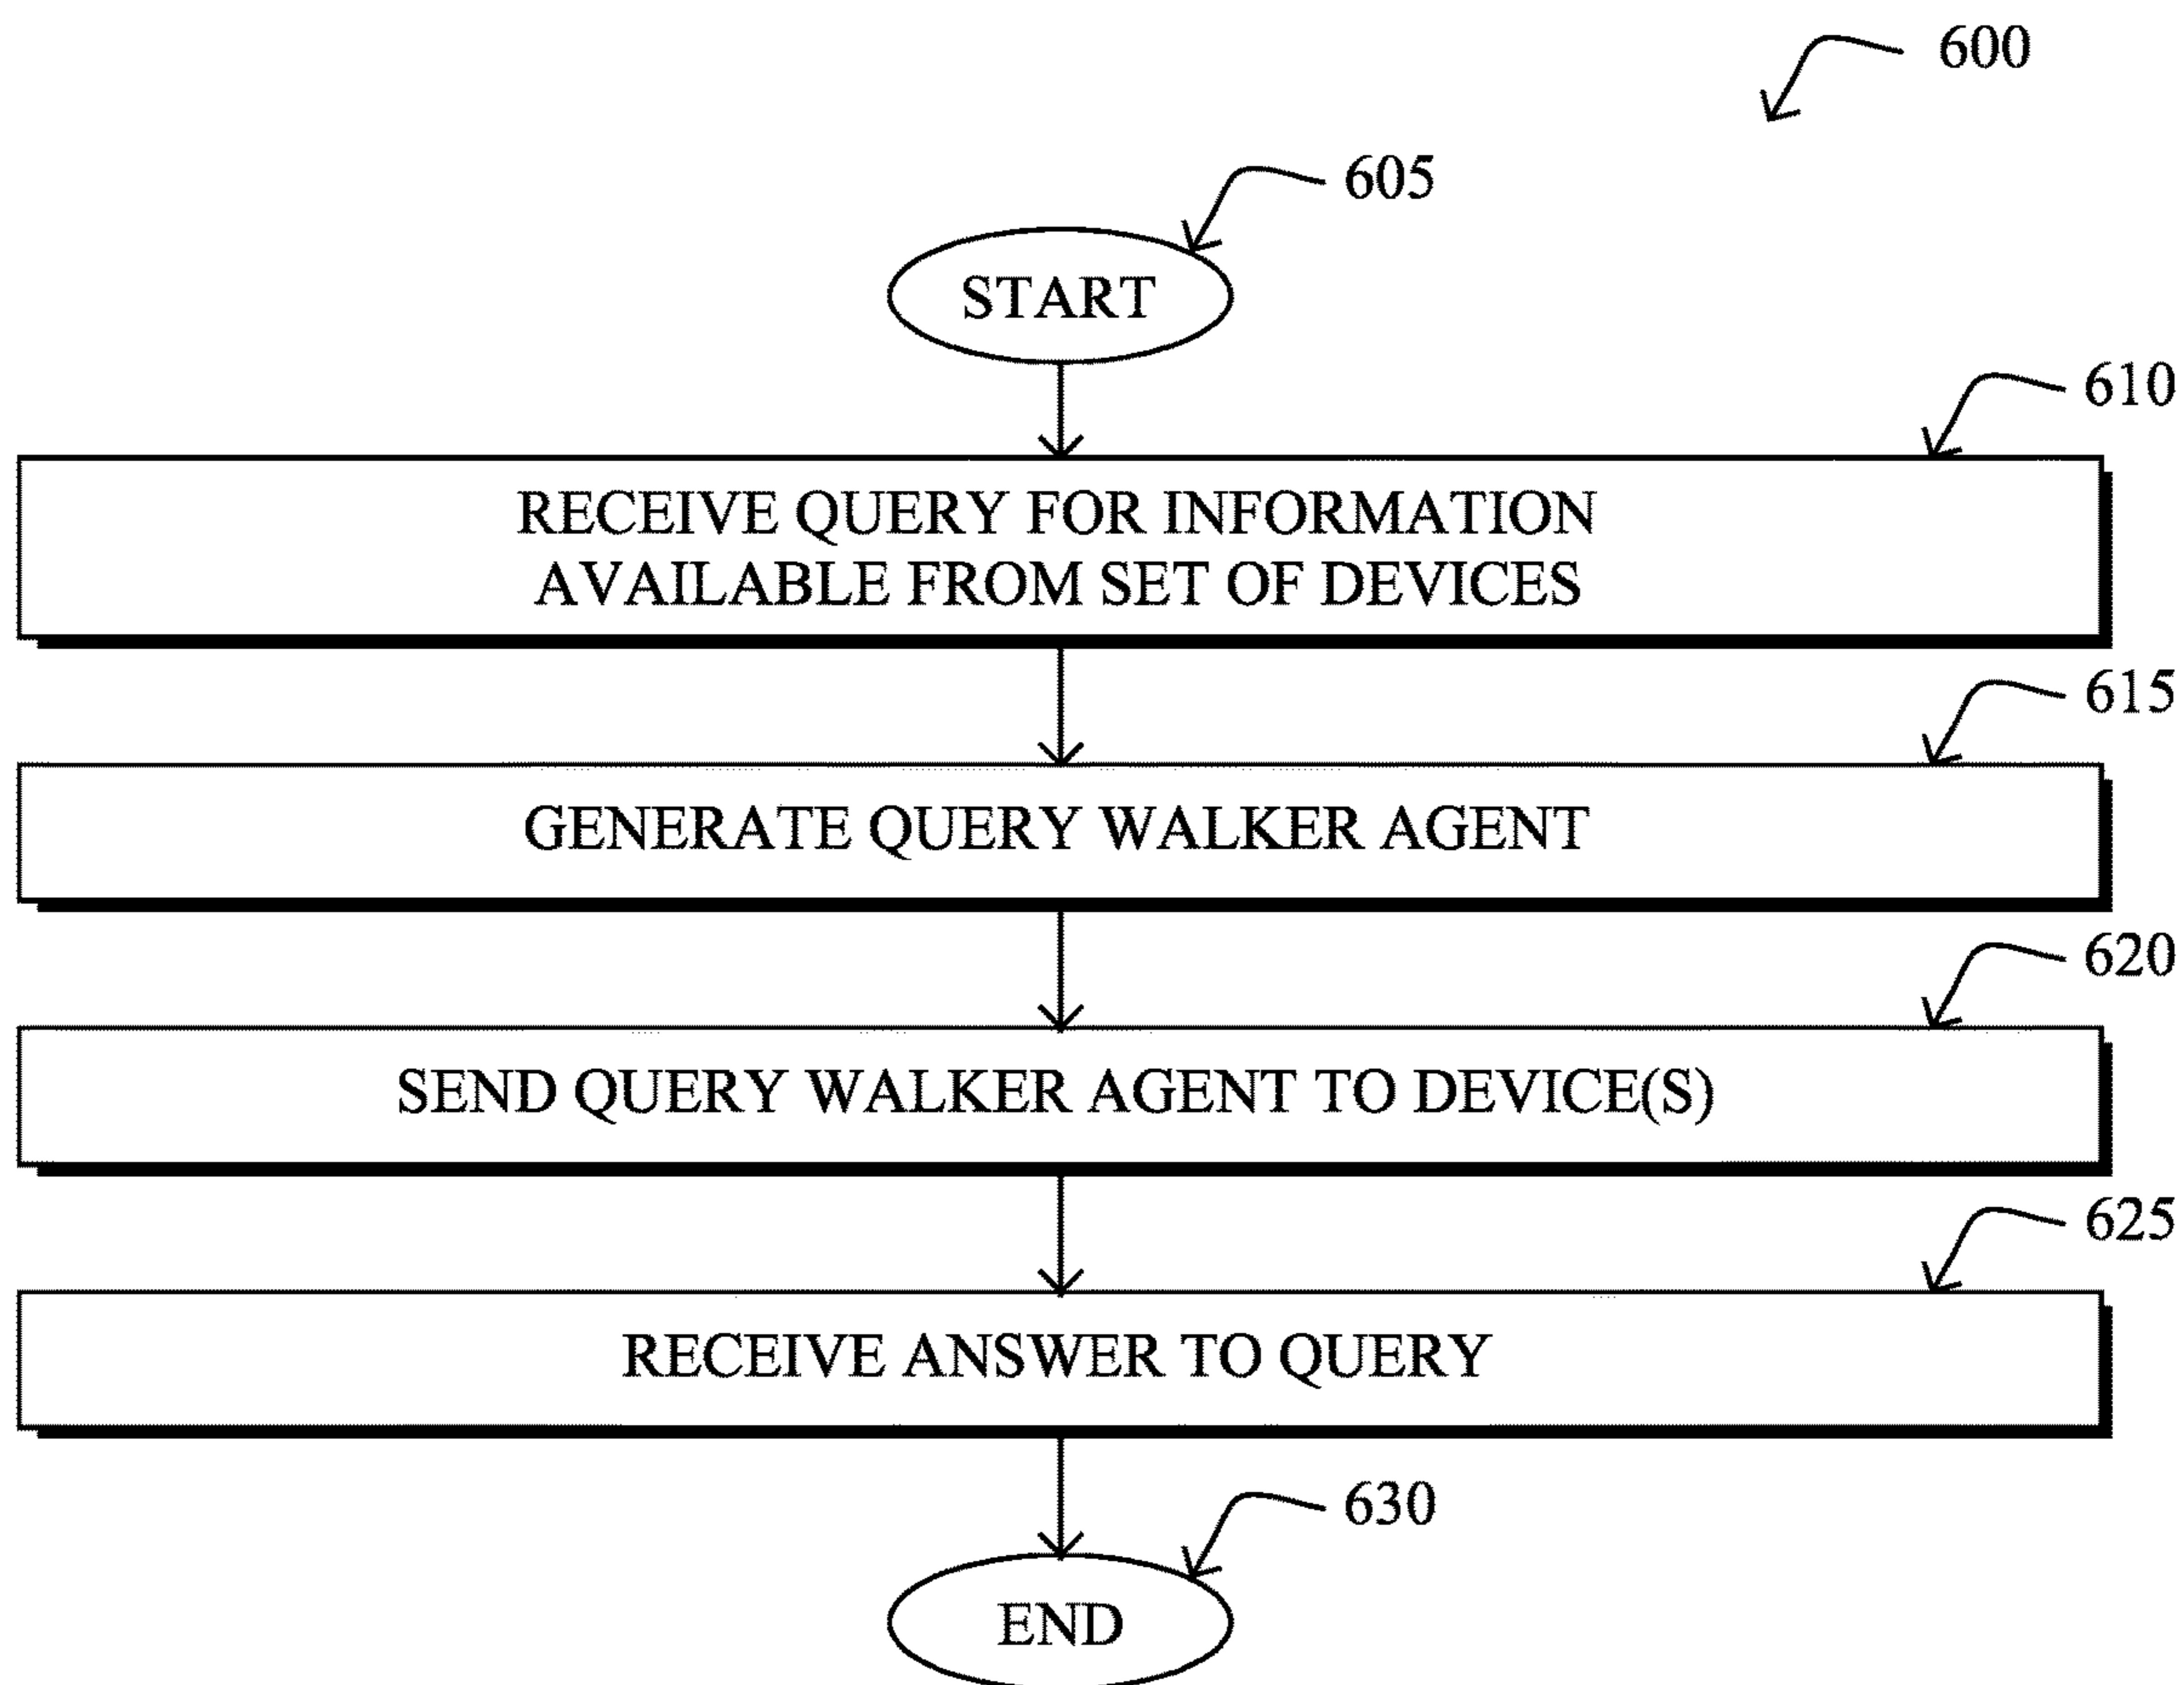 600
605
START
610
RECEIVE QUERY FOR INFORMATION
AVAILABLE FROM SET OF DEVICES
615
GENERATE QUERY WALKER AGENT
620
SEND QUERY WALKER AGENT TO DEVICE(S)
625
RECEIVE ANSWER TO QUERY
630
END